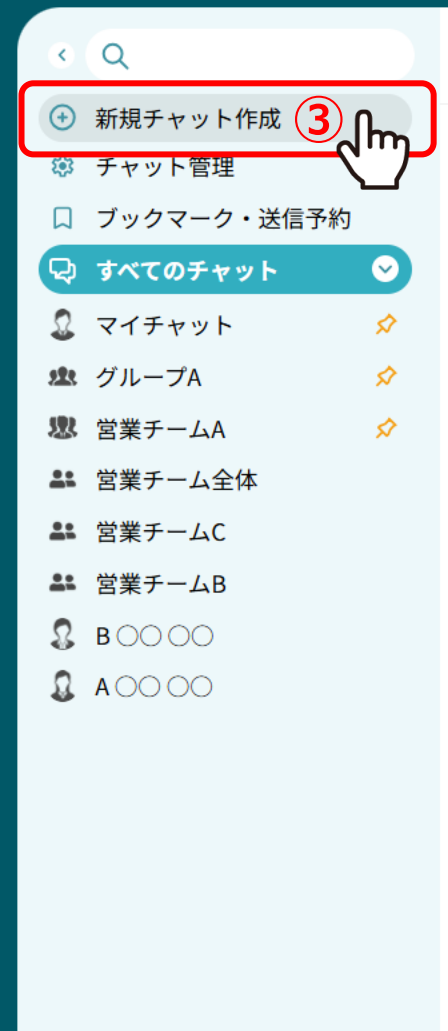 新規チャット作成 ③
チャット管理
ブックマーク・送信予約
すべてのチャット
マイチャット
グループA
営業チームA
営業チーム全体
営業チームC
営業チームB
B〇〇 〇〇
A〇〇 〇〇